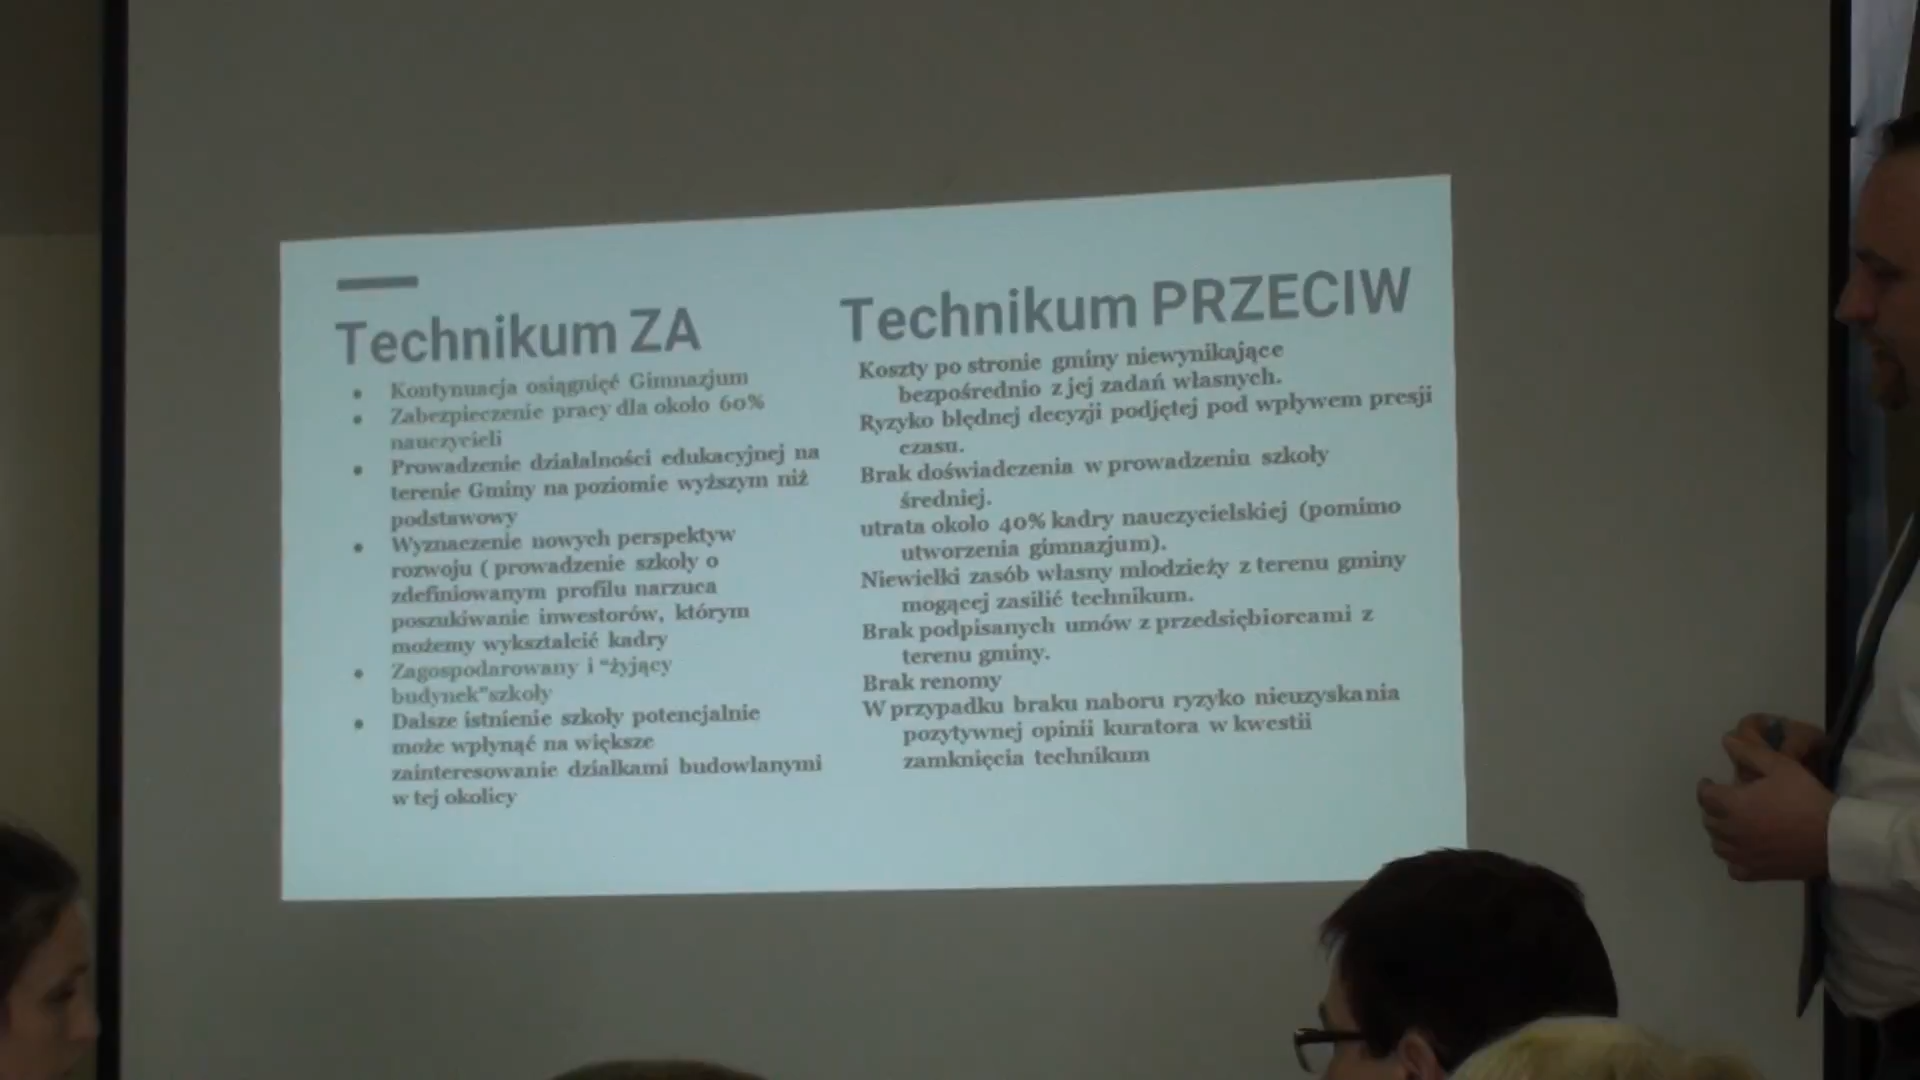 Technikum ZA
Kontynuacja osiągnięć Gimnazjum
Zabezpieczenie pracy dla około 60%
nauczycieli
Prowadzenie działalności edukacyjnej na
terenie Gminy na poziomie wyższym niż
podstawowy
Wyznaczenie nowych perspektyw
rozwoju ( prowadzenie szkoły o
zdefiniowanym profilu narzuca
poszukiwanie inwestorów, którym
możemy wykształcić kadry
Zagospodarowany i "żyjący
budynek"szkoły
Dalsze istnienie szkoły potencjalnie
może wpłynąć na większe
zainteresowanie działkami budowlanymi
w tej okolicy
Technikum PRZECIW
Koszty po stronie gminy niewynikające
bezpośrednio z jej zadań własnych.
Ryzyko błędnej decyzji podjętej pod wpływem presji
czasu.
Brak doświadczenia w prowadzeniu szkoły
średniej.
utrata około 40% kadry nauczycielskiej (pomimo
utworzenia gimnazjum).
Niewielki zasób własny młodzieży z terenu gminy
mogącej zasilić technikum.
Brak podpisanych umów z przedsiębiorcami z
terenu gminy.
Brak renomy
W przypadku braku naboru ryzyko nieuzyskania
pozytywnej opinii kuratora w kwestii
zamknięcia technikum